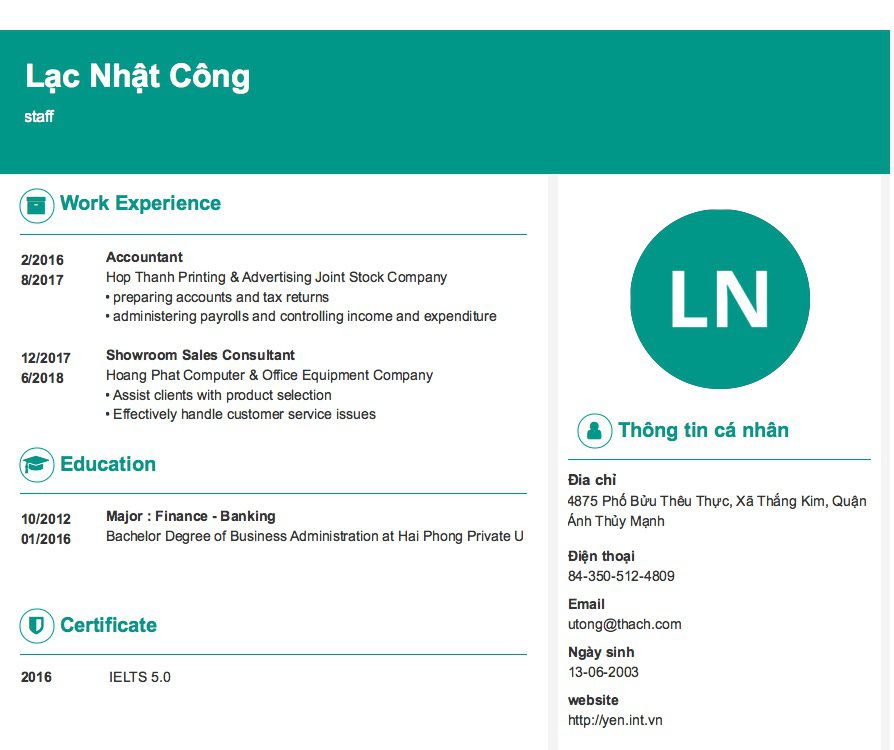 Lạc Nhật Công
staff
Work Experience
2/2016
8/2017
Accountant
Hop Thanh Printing & Advertising Joint Stock Company
• preparing accounts and tax returns
• administering payrolls and controlling income and expenditure
12/2017
6/2018
Showroom Sales Consultant
Hoang Phat Computer & Office Equipment Company
• Assist clients with product selection
• Effectively handle customer service issues
Education
10/2012
01/2016
Major : Finance - Banking
Bachelor Degree of Business Administration at Hai Phong Private U
Certificate
2016
IELTS 5.0
LN
Thông tin cá nhân
Đia chỉ
4875 Phố Bửu Thêu Thực, Xã Thắng Kim, Quận
Ánh Thủy Mạnh
Điện thoại
84-350-512-4809
Email
utong@thach.com
Ngày sinh
13-06-2003
website
http://yen.int.vn